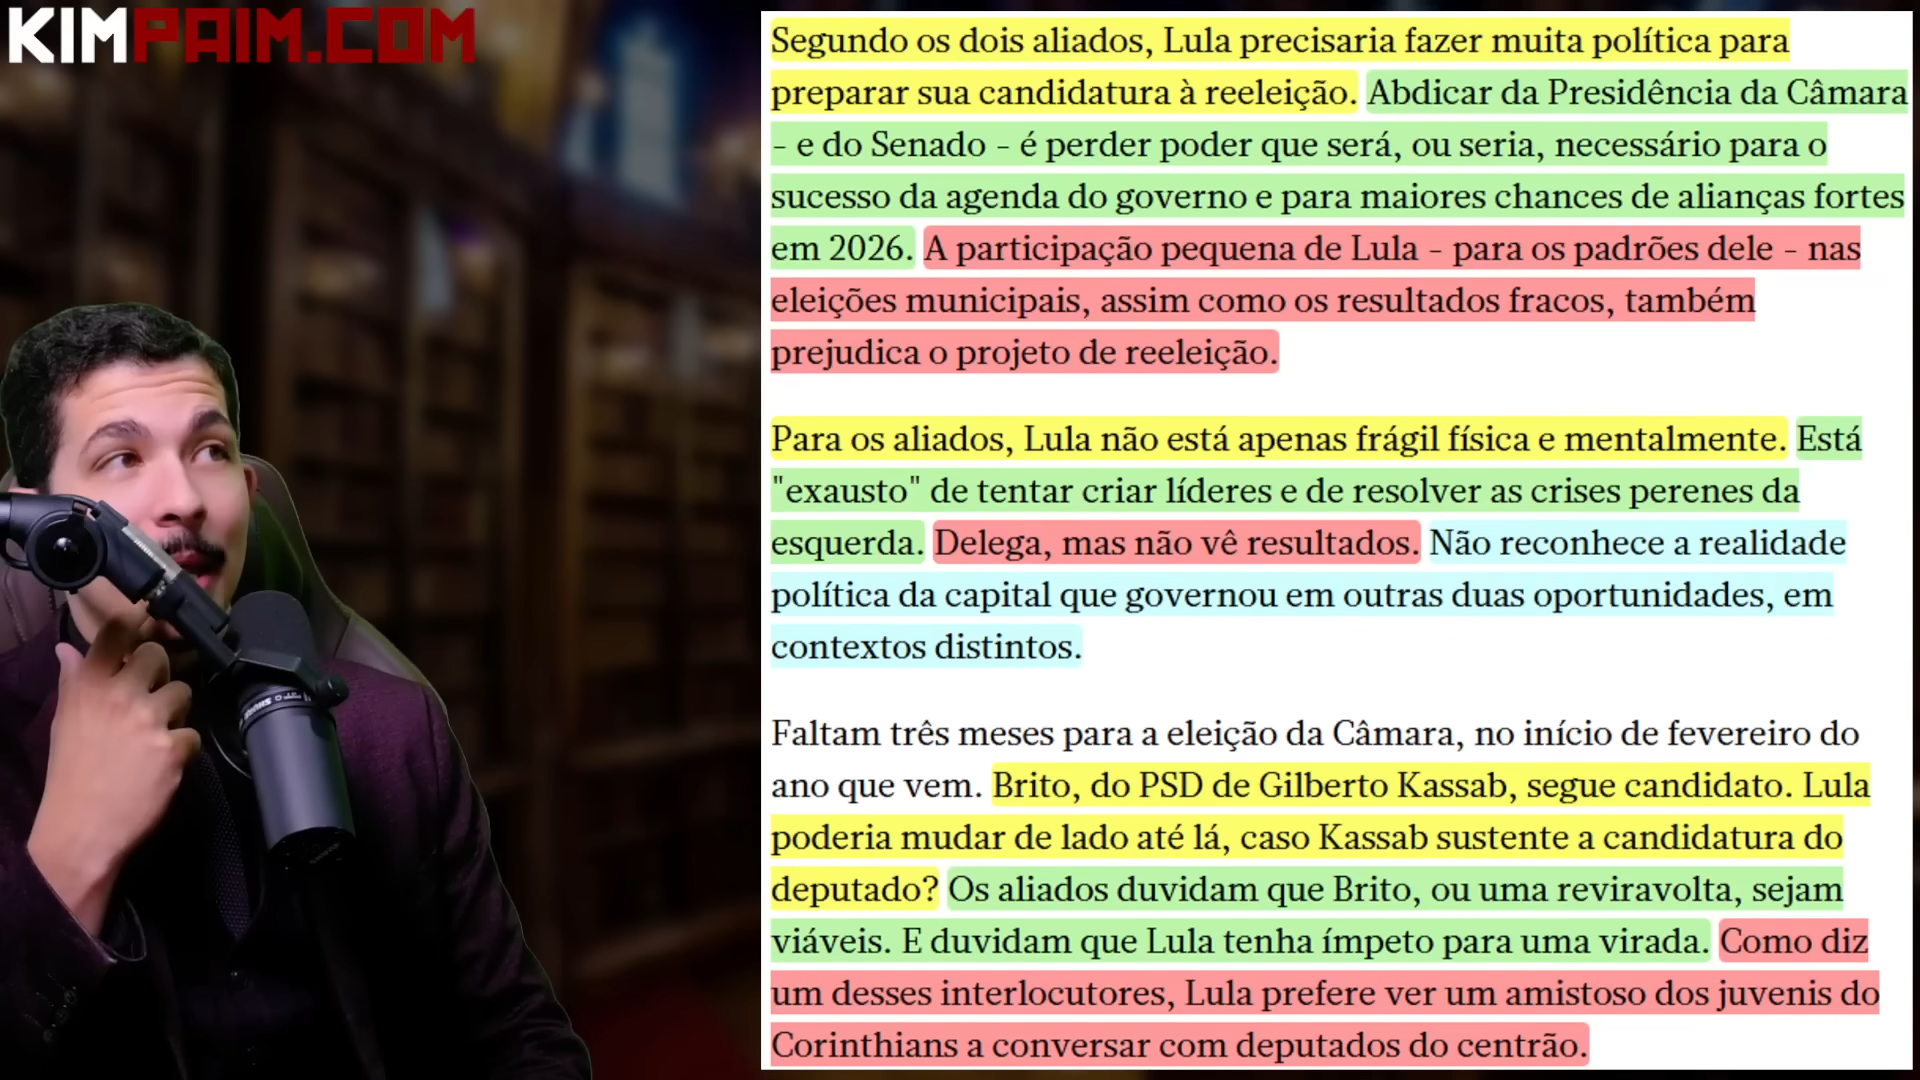 KIMPAIM.COM
Segundo os dois aliados, Lula precisaria fazer muita política para
preparar sua candidatura à reeleição. Abdicar da Presidência da Câmara
- e do Senado - é perder poder que será, ou seria, necessário para o
sucesso da agenda do governo e para maiores chances de alianças fortes
em 2026. A participação pequena de Lula - para os padrões dele - nas
eleições municipais, assim como os resultados fracos, também
prejudica o projeto de reeleição.
Para os aliados, Lula não está apenas frágil física e mentalmente. Está
"exausto" de tentar criar líderes e de resolver as crises perenes da
esquerda. Delega, mas não vê resultados. Não reconhece a realidade
política da capital que governou em outras duas oportunidades, em
contextos distintos.
Faltam três meses para a eleição da Câmara, no início de fevereiro do
ano que vem. Brito, do PSD de Gilberto Kassab, segue candidato. Lula
poderia mudar de lado até lá, caso Kassab sustente a candidatura do
deputado? Os aliados duvidam que Brito, ou uma reviravolta, sejam
viáveis. E duvidam que Lula tenha ímpeto para uma virada. Como diz
um desses interlocutores, Lula prefere ver um amistoso dos juvenis do
Corinthians a conversar com deputados do centrão.